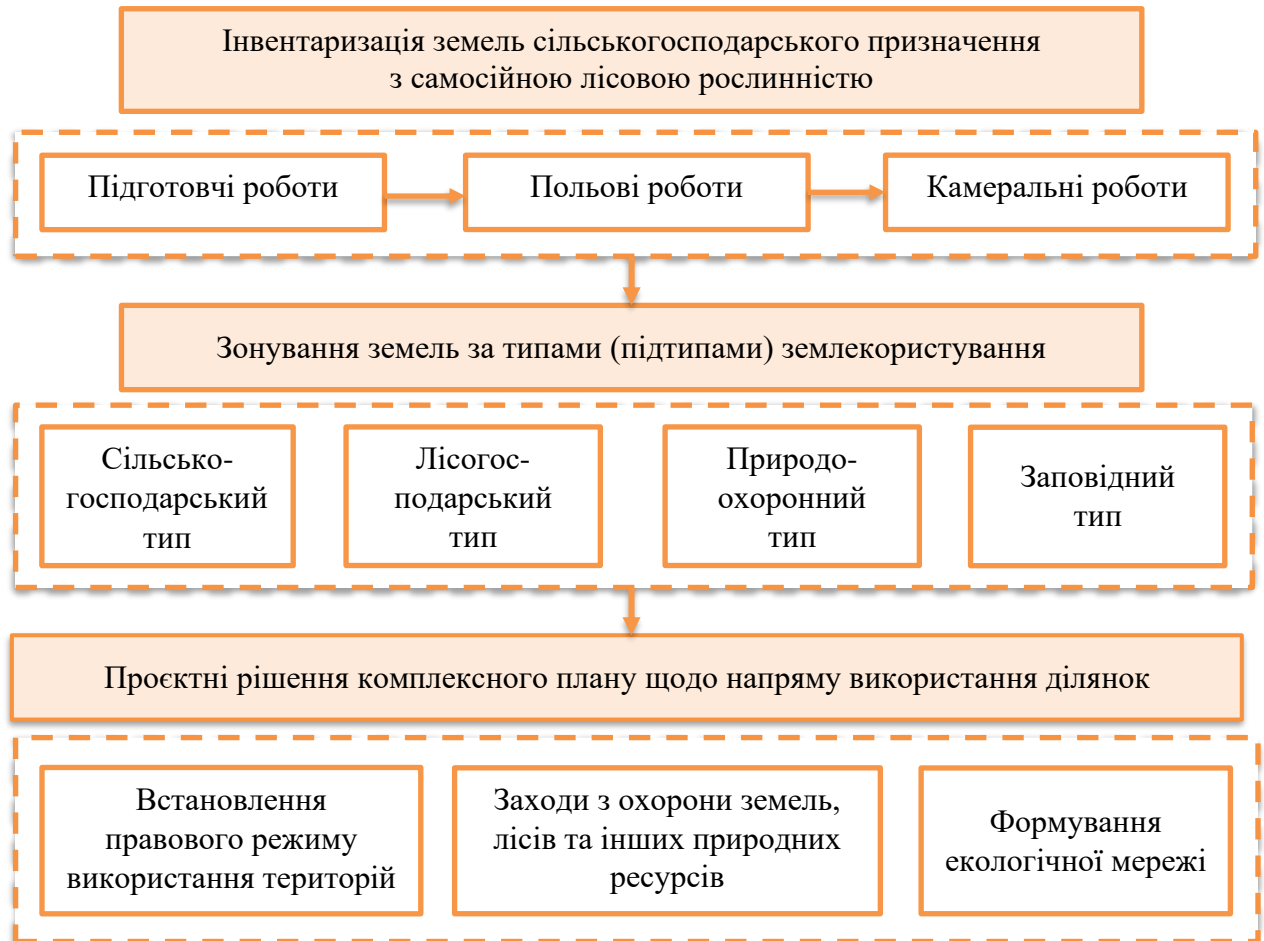 Інвентаризація земель сільськогосподарського призначення
з самосійною лісовою рослинністю
Підготовчі роботи
Польові роботи
Камеральні роботи
Зонування земель за типами (підтипами) землекористування
Сільсько-
господарський
тип
Лісогос-
подарський
тип
Природо-
охоронний
тип
Заповідний
тип
Проєктні рішення комплексного плану щодо напряму використання ділянок
Встановлення
правового режиму
використання територій
Заходи з охорони земель,
лісів та інших природних
ресурсів
Формування
екологічної мережі